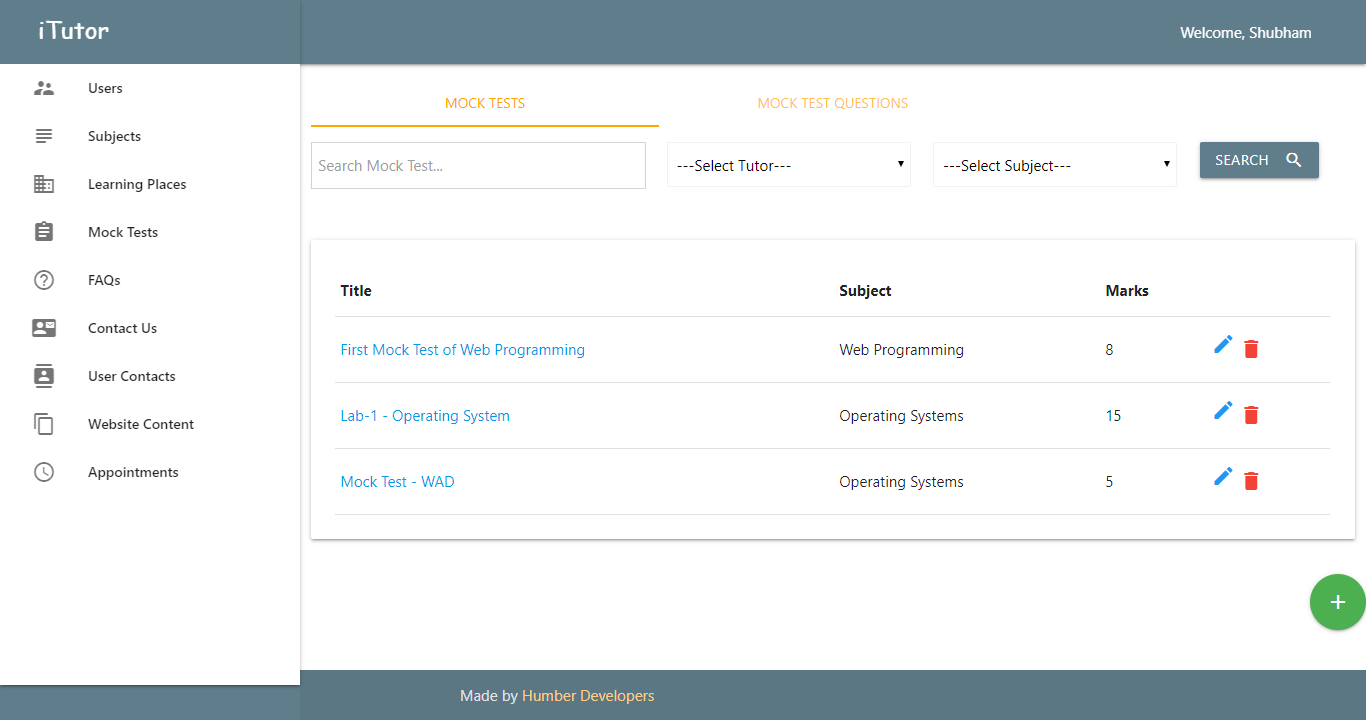 iTutor
Welcome, Shubham
Users
Subjects
Learning Places
Mock Tests
FAQs
Contact Us
User Contacts
Website Content
Appointments
MOCK TESTS MOCK TEST QUESTIONS
Search Mock Test... ---Select Tutor--- ---Select Subject--- SEARCH
Title Subject Marks
First Mock Test of Web Programming Web Programming 8
Lab-1 - Operating System Operating Systems 15
Mock Test - WAD Operating Systems 5
+
Made by Humber Developers